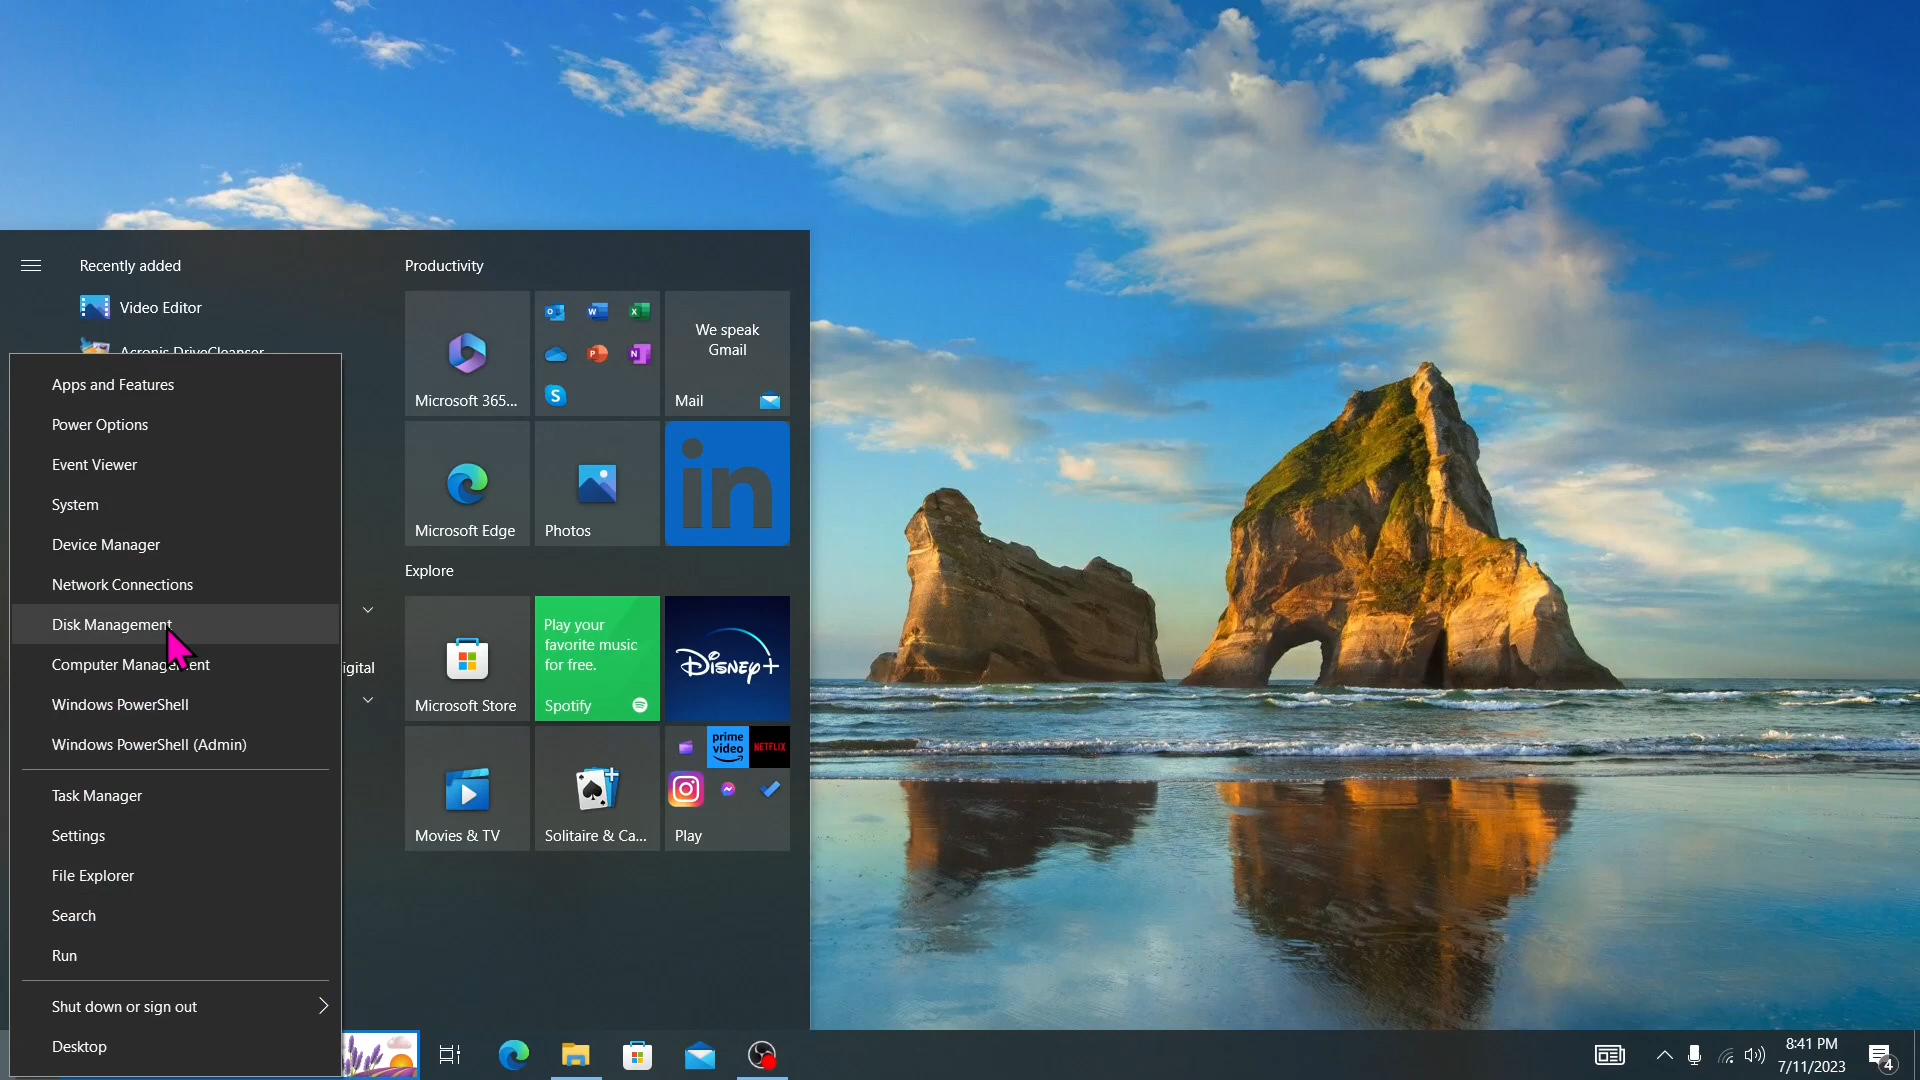 Recently added
Video Editor
Acronis DriveCleanser
Apps and Features
Power Options
Event Viewer
System
Device Manager
Network Connections
Disk Management
Computer Management
Windows PowerShell
Windows PowerShell (Admin)
Task Manager
Settings
File Explorer
Search
Run
Shut down or sign out
Desktop
igital
Productivity
Microsoft 365...
We speak
Gmail
Mail
Microsoft Edge
Photos
in
Explore
Microsoft Store
Play your
favorite music
for free.
Spotify
Disney+
Movies & TV
Solitaire & Ca...
prime
video
NETFLIX
Play
8:41 PM
7/11/2023
4